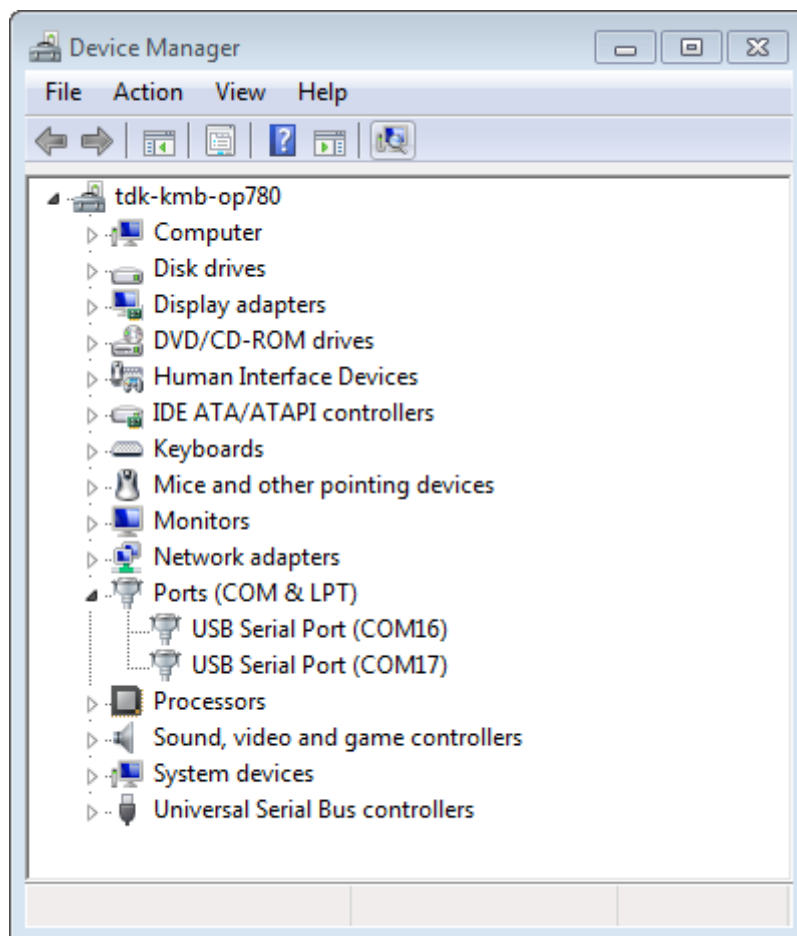 Device Manager
File Action View Help
tdk-kmb-op780
Computer
Disk drives
Display adapters
DVD/CD-ROM drives
Human Interface Devices
IDE ATA/ATAPI controllers
Keyboards
Mice and other pointing devices
Monitors
Network adapters
Ports (COM & LPT)
USB Serial Port (COM16)
USB Serial Port (COM17)
Processors
Sound, video and game controllers
System devices
Universal Serial Bus controllers